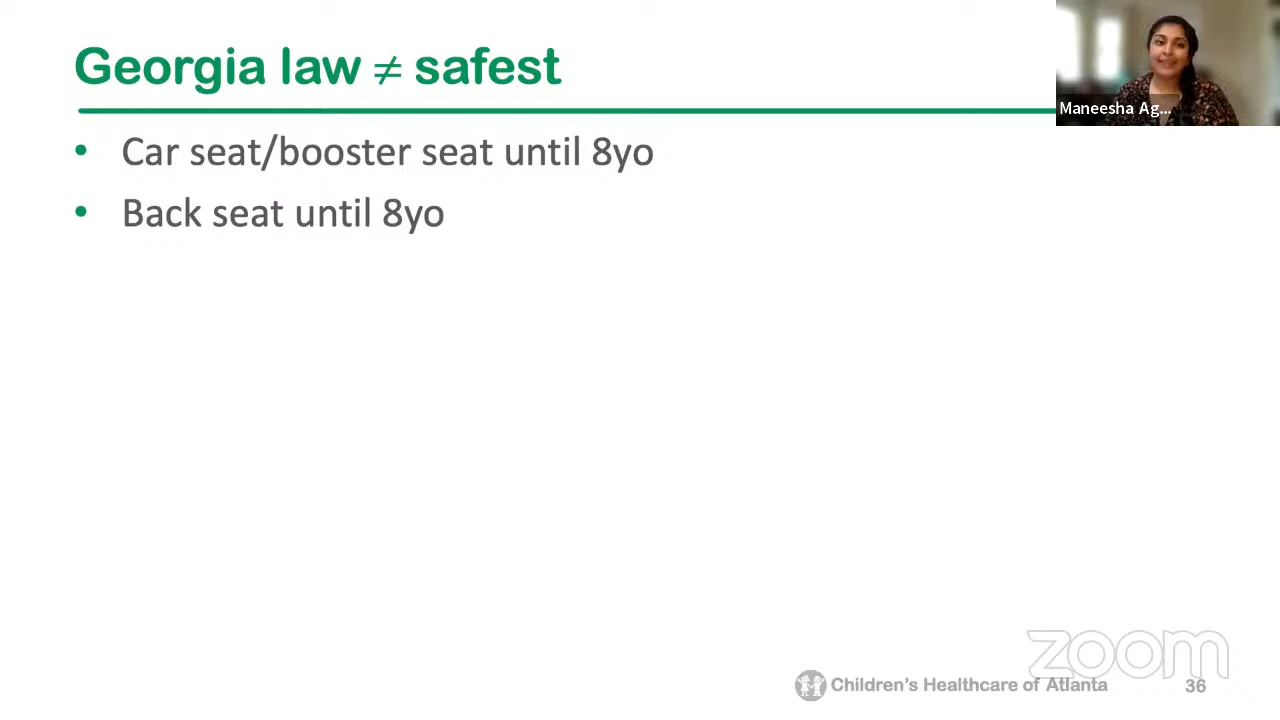 Georgia law ≠ safest
Maneesha Ag...
• Car seat/booster seat until 8yo
• Back seat until 8yo
zoom
Children's Healthcare of Atlanta
36